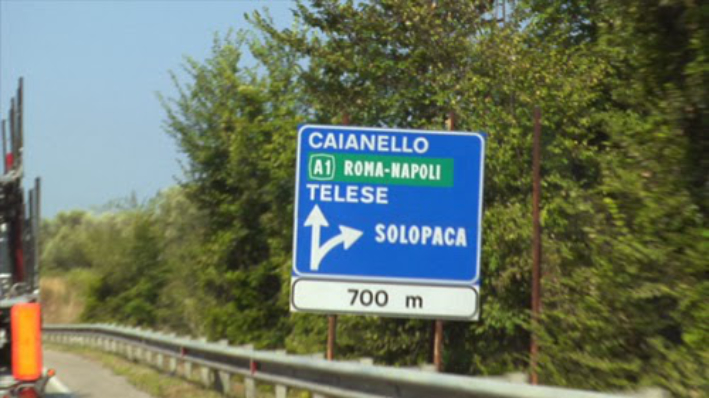 CAIANELLO
A1 ROMA-NAPOLI
TELESE
SOLOPACA
700 m